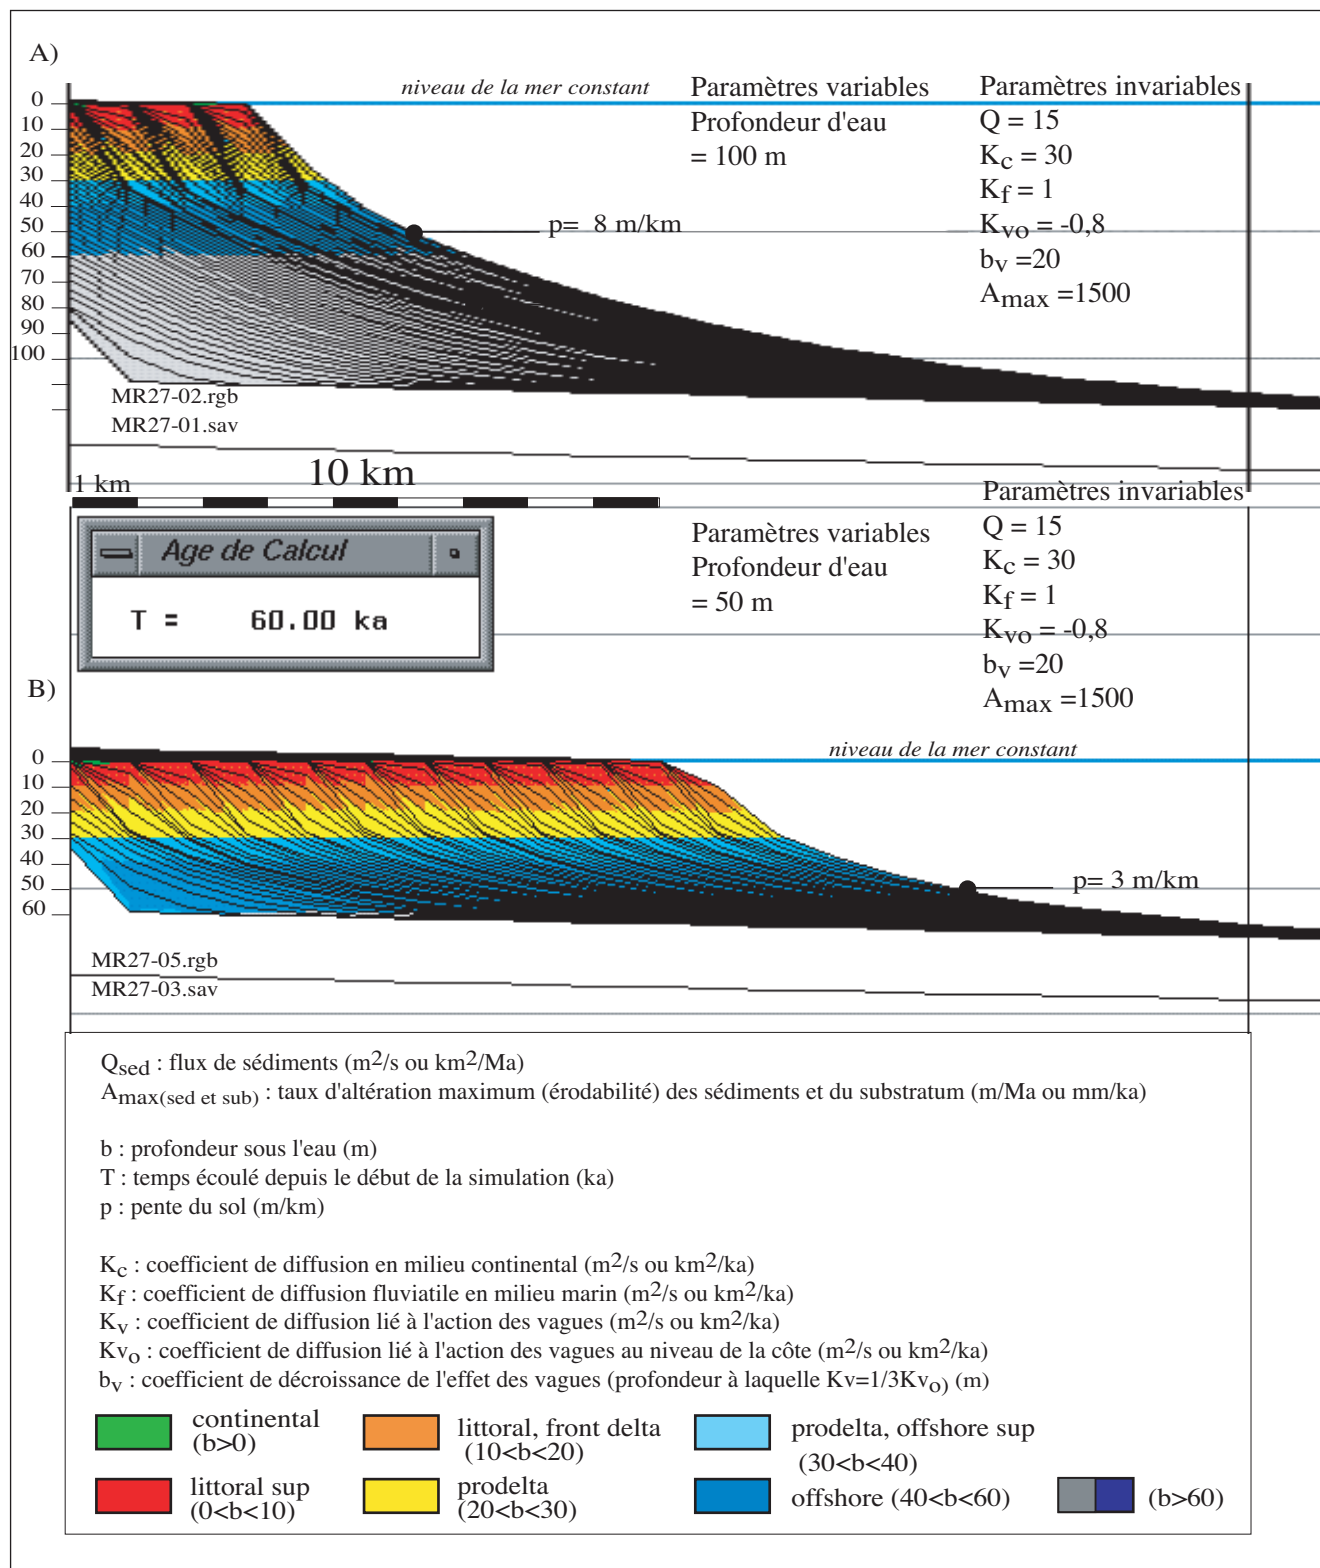 A)
niveau de la mer constant
Paramètres variables
Profondeur d'eau
= 100 m
Paramètres invariables
Q = 15
Kc = 30
Kf = 1
Kvo = -0,8
bv =20
Amax =1500
0
10
20
30
40
50
60
70
80
90
100
p= 8 m/km
MR27-02.rgb
MR27-01.sav
1 km
10 km
Age de Calcul
T = 60.00 ka
Paramètres variables
Profondeur d'eau
= 50 m
Paramètres invariables
Q = 15
Kc = 30
Kf = 1
Kvo = -0,8
bv =20
Amax =1500
B)
niveau de la mer constant
0
10
20
30
40
50
60
p= 3 m/km
MR27-05.rgb
MR27-03.sav
Qsed : flux de sédiments (m2/s ou km2/Ma)
Amax(sed et sub) : taux d'altération maximum (érodabilité) des sédiments et du substratum (m/Ma ou mm/ka)
b : profondeur sous l'eau (m)
T : temps écoulé depuis le début de la simulation (ka)
p : pente du sol (m/km)
Kc : coefficient de diffusion en milieu continental (m2/s ou km2/ka)
Kf : coefficient de diffusion fluviatile en milieu marin (m2/s ou km2/ka)
Kv : coefficient de diffusion lié à l'action des vagues (m2/s ou km2/ka)
Kvo : coefficient de diffusion lié à l'action des vagues au niveau de la côte (m2/s ou km2/ka)
bv : coefficient de décroissance de l'effet des vagues (profondeur à laquelle Kv=1/3Kvo) (m)
continental
(b>0)
littoral, front delta
(10<b<20)
prodelta, offshore sup
(30<b<40)
littoral sup
(0<b<10)
prodelta
(20<b<30)
offshore (40<b<60)
(b>60)